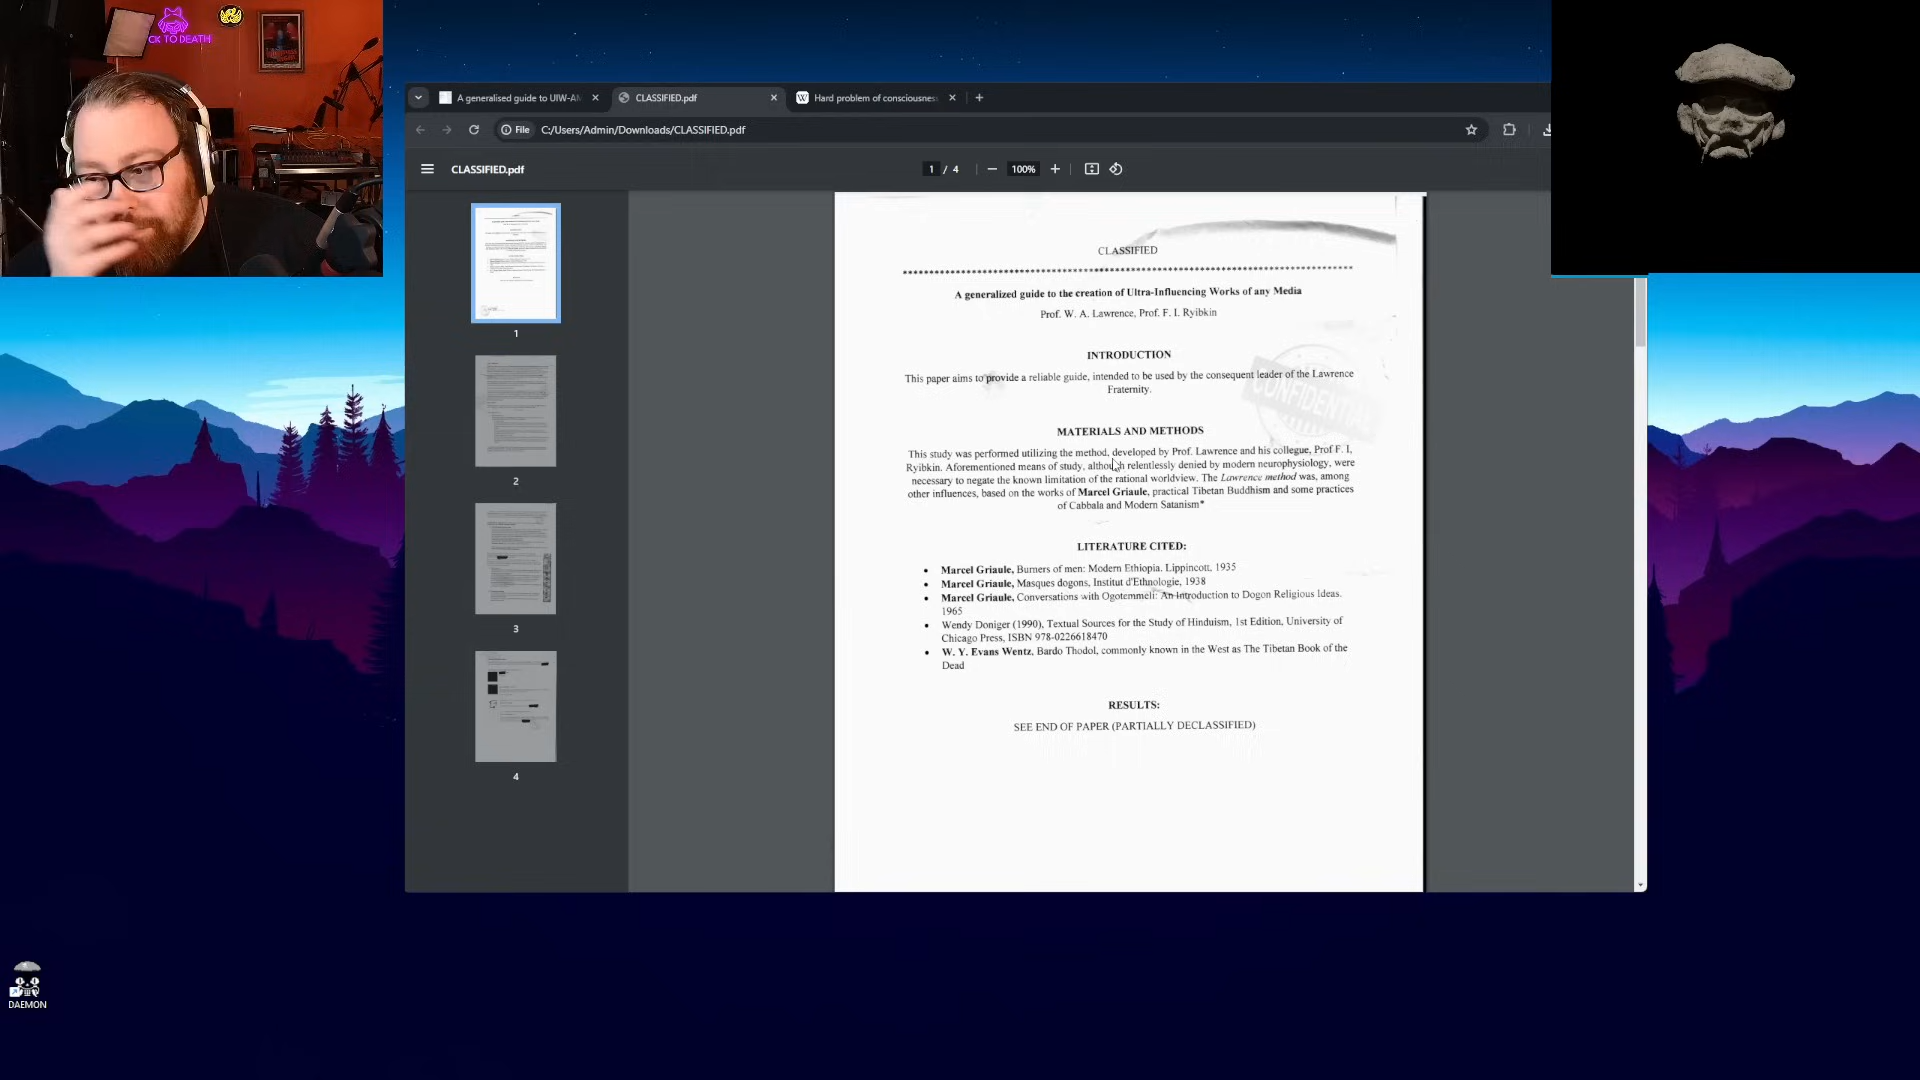 CK TO DEATH
A generalised guide to UIW-AM
CLASSIFIED.pdf
Hard problem of consciousness
File
C:/Users/Admin/Downloads/CLASSIFIED.pdf
CLASSIFIED.pdf
1 / 4
100%
1
2
3
4
CLASSIFIED
A generalized guide to the creation of Ultra-Influencing Works of any Media
Prof. W. A. Lawrence, Prof. F. I. Ryibkin
INTRODUCTION
This paper aims to provide a reliable guide, intended to be used by the consequent leader of the Lawrence
Fraternity.
CONFIDENTIAL
MATERIALS AND METHODS
This study was performed utilizing the method, developed by Prof. Lawrence and his collegue, Prof F. I,
Ryibkin. Aforementioned means of study, although relentlessly denied by modern neurophysiology, were
necessary to negate the known limitation of the rational worldview. The Lawrence method was, among
other influences, based on the works of Marcel Griaule, practical Tibetan Buddhism and some practices
of Cabbala and Modern Satanism*
LITERATURE CITED:
• Marcel Griaule, Burners of men: Modern Ethiopia. Lippincott, 1935
• Marcel Griaule, Masques dogons, Institut d'Ethnologie, 1938
• Marcel Griaule, Conversations with Ogotemmeli: An Introduction to Dogon Religious Ideas.
1965
• Wendy Doniger (1990), Textual Sources for the Study of Hinduism, 1st Edition, University of
Chicago Press, ISBN 978-0226618470
• W. Y. Evans Wentz, Bardo Thodol, commonly known in the West as The Tibetan Book of the
Dead
RESULTS:
SEE END OF PAPER (PARTIALLY DECLASSIFIED)
DAEMON